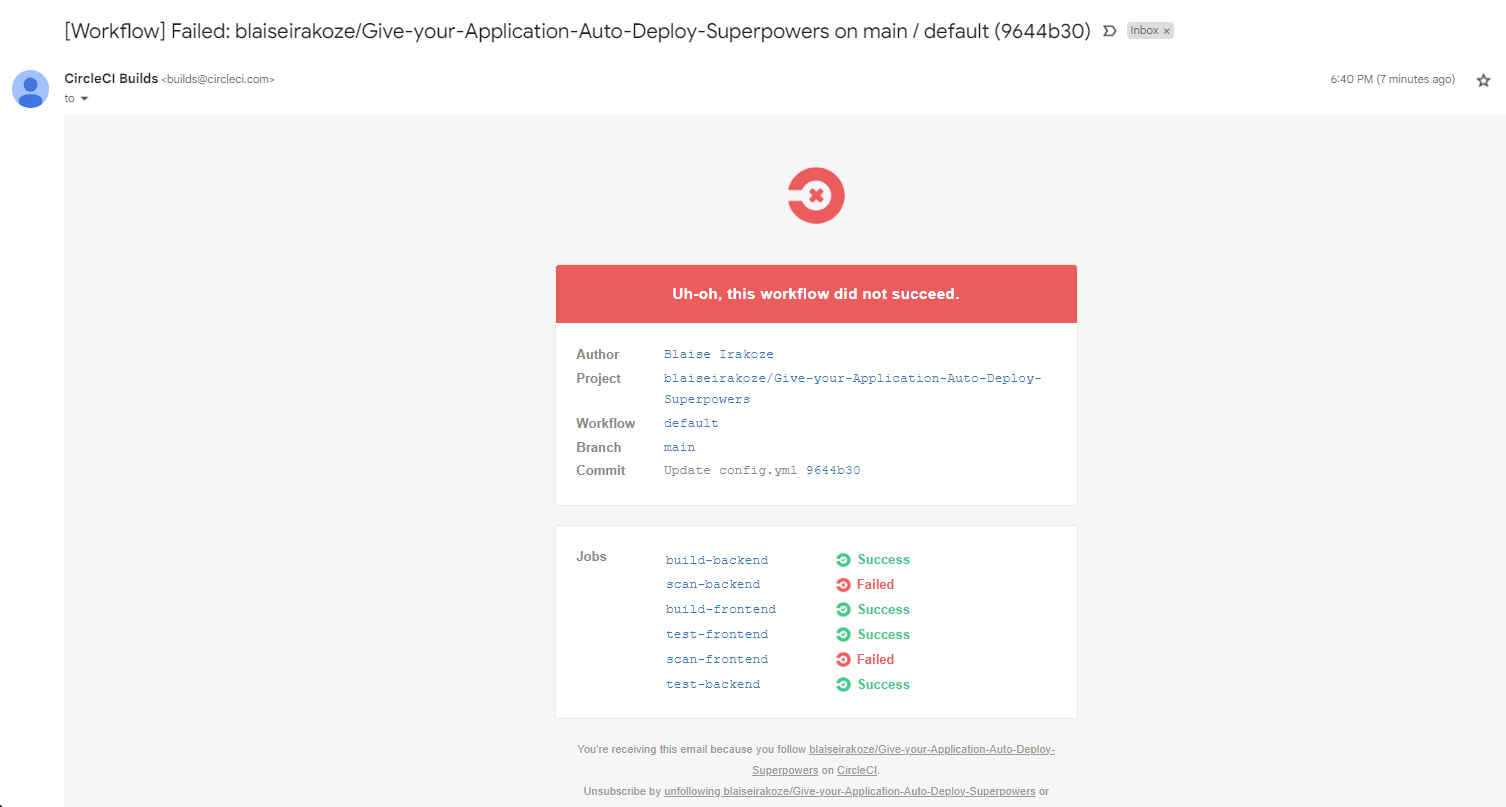 [Workflow] Failed: blaiseirakoze/Give-your-Application-Auto-Deploy-Superpowers on main / default (9644b30) Inbox ×
CircleCI Builds <builds@circleci.com> 6:40 PM (7 minutes ago)
to
Uh-oh, this workflow did not succeed.
Author Blaise Irakoze
Project blaiseirakoze/Give-your-Application-Auto-Deploy-
Superpowers
Workflow default
Branch main
Commit Update config.yml 9644b30
Jobs build-backend Success
scan-backend Failed
build-frontend Success
test-frontend Success
scan-frontend Failed
test-backend Success
You're receiving this email because you follow blaiseirakoze/Give-your-Application-Auto-Deploy-
Superpowers on CircleCI.
Unsubscribe by unfollowing blaiseirakoze/Give-your-Application-Auto-Deploy-Superpowers or